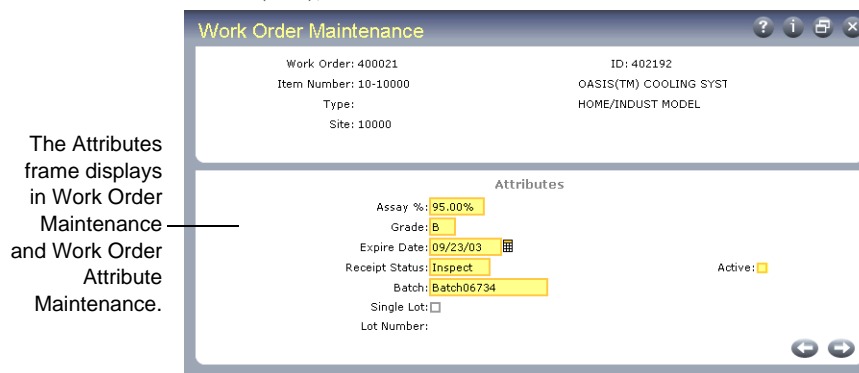 Work Order Maintenance
Work Order: 400021 ID: 402192
Item Number: 10-10000 OASIS(TM) COOLING SYST
Type: HOME/INDUST MODEL
Site: 10000
The Attributes
frame displays
in Work Order
Maintenance
and Work Order
Attribute
Maintenance.
Attributes
Assay %: 95.00%
Grade: B
Expire Date: 09/23/03
Receipt Status: Inspect Active:
Batch: Batch06734
Single Lot:
Lot Number: